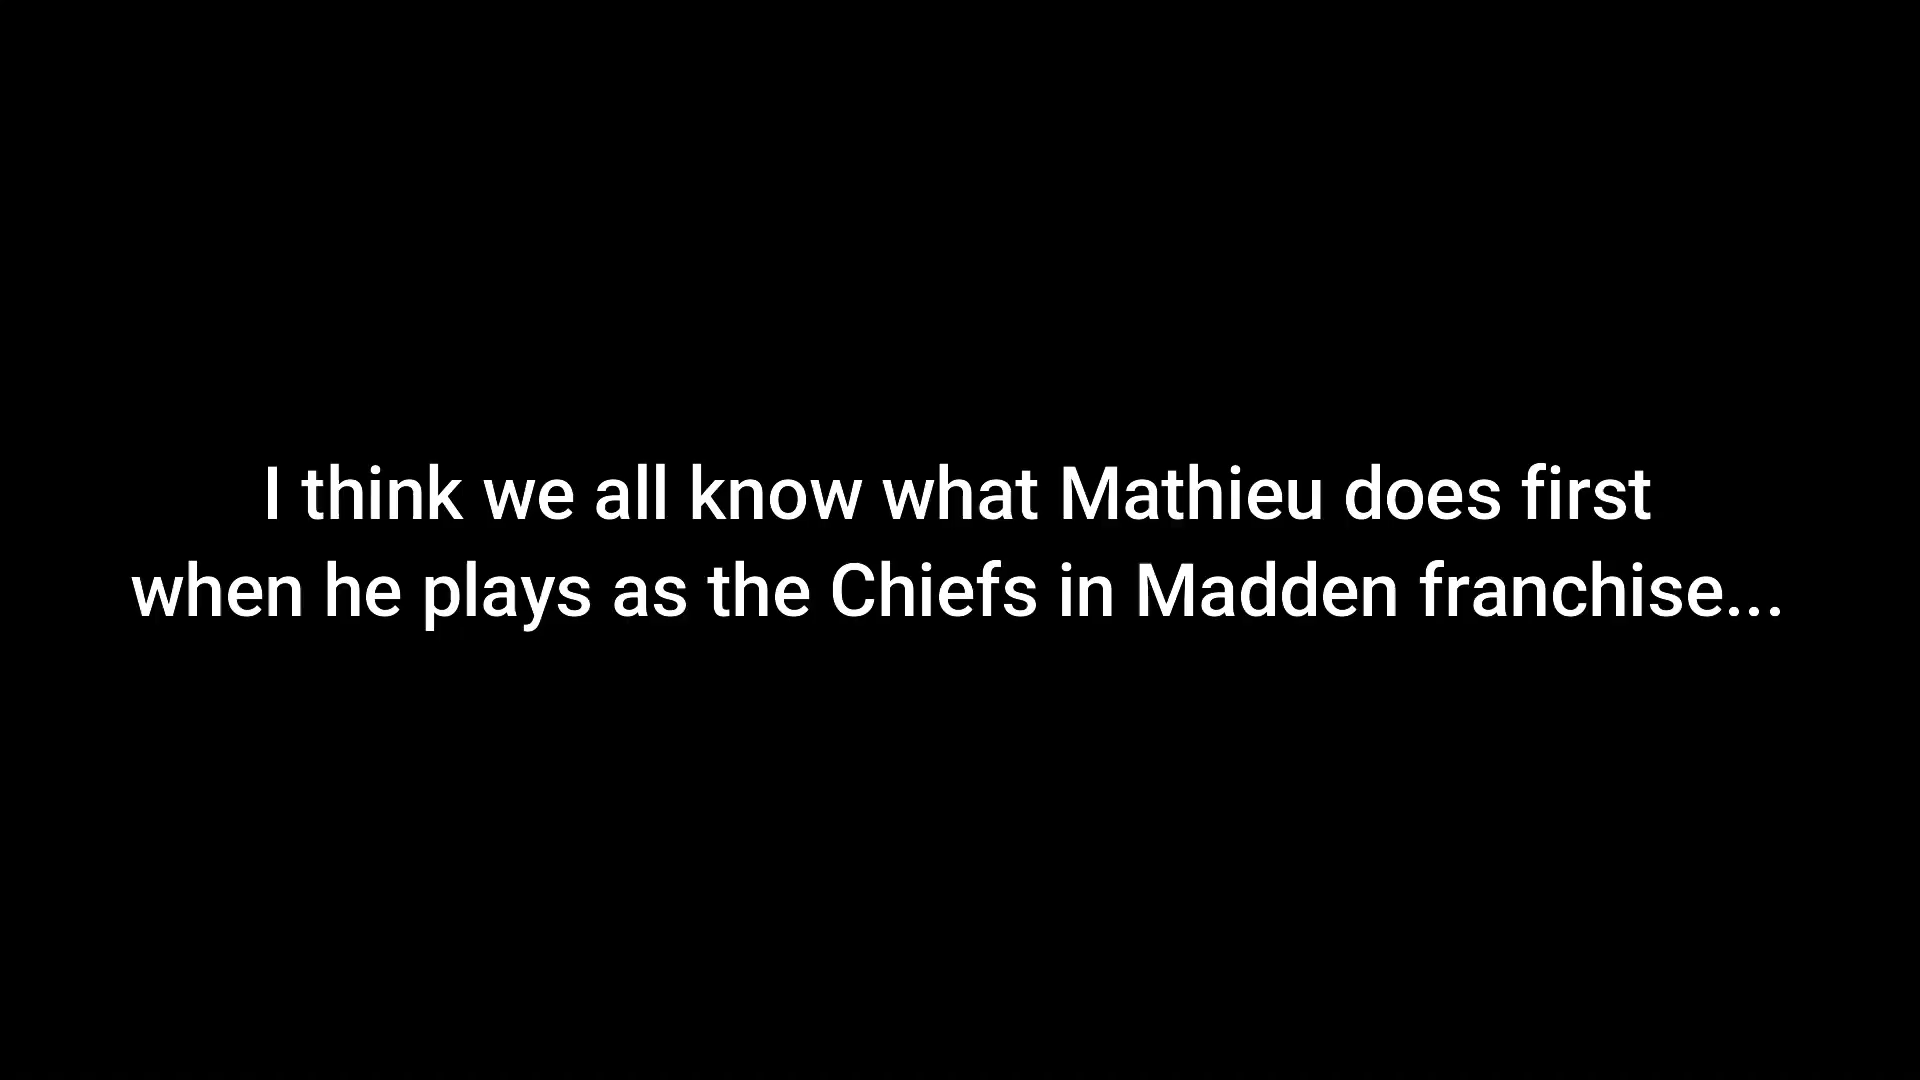 I think we all know what Mathieu does first
when he plays as the Chiefs in Madden franchise...